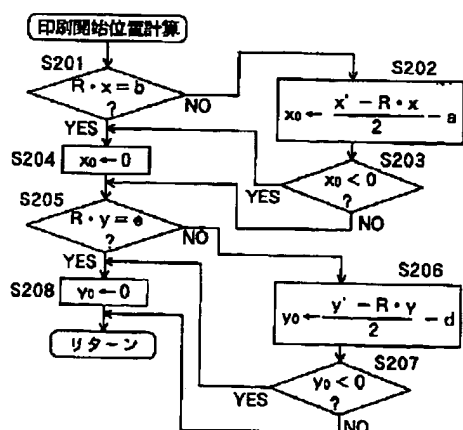 印刷開始位置計算
S201
R・x=b
?
NO
YES
S202
x₀ ← (x' − R・x)/2 − a
S203
x₀<0
?
YES
NO
S204
x₀ ← 0
S205
R・y=e
?
NO
YES
S206
y₀ ← (y' − R・y)/2 − d
S207
y₀<0
?
YES
NO
S208
y₀ ← 0
リターン